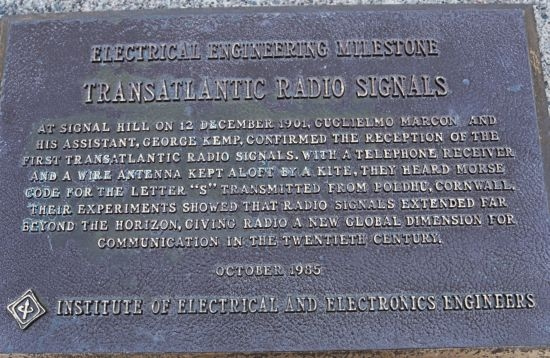 ELECTRICAL ENGINEERING MILESTONE
TRANSATLANTIC RADIO SIGNALS
AT SIGNAL HILL ON 12 DECEMBER 1901, GUGLIELMO MARCONI AND
HIS ASSISTANT, GEORGE KEMP, CONFIRMED THE RECEPTION OF THE
FIRST TRANSATLANTIC RADIO SIGNALS. WITH A TELEPHONE RECEIVER
AND A WIRE ANTENNA KEPT ALOFT BY A KITE, THEY HEARD MORSE
CODE FOR THE LETTER "S" TRANSMITTED FROM POLDHU, CORNWALL.
THEIR EXPERIMENTS SHOWED THAT RADIO SIGNALS EXTENDED FAR
BEYOND THE HORIZON, GIVING RADIO A NEW GLOBAL DIMENSION FOR
COMMUNICATION IN THE TWENTIETH CENTURY.
OCTOBER 1985
INSTITUTE OF ELECTRICAL AND ELECTRONICS ENGINEERS